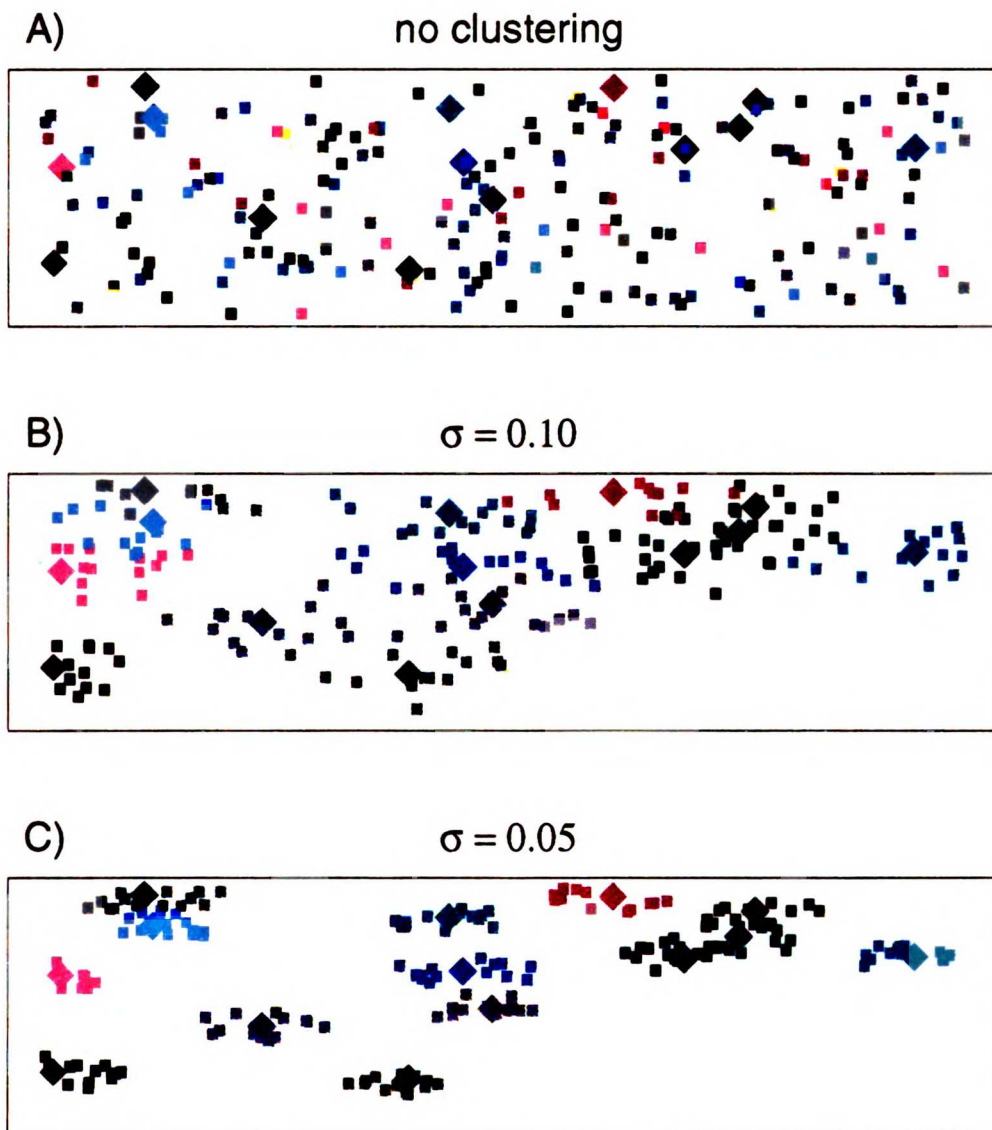 A) no clustering
B) σ = 0.10
C) σ = 0.05